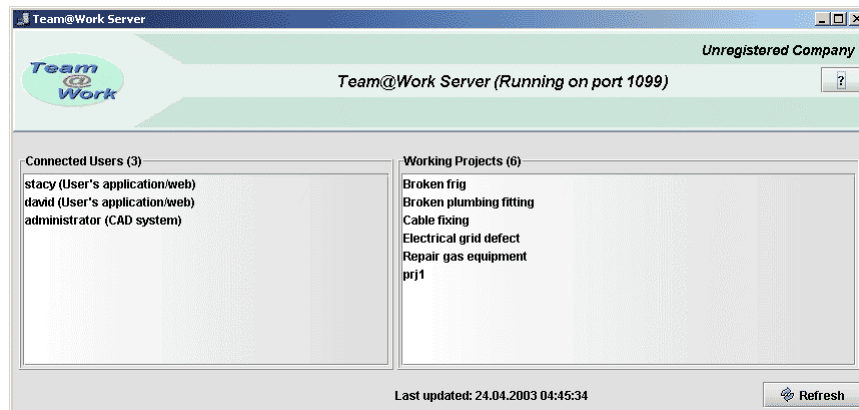 Team@Work Server
Unregistered Company
Team
@
Work
Team@Work Server (Running on port 1099)
?
Connected Users (3)
stacy (User's application/web)
david (User's application/web)
administrator (CAD system)
Working Projects (6)
Broken frig
Broken plumbing fitting
Cable fixing
Electrical grid defect
Repair gas equipment
prj1
Last updated: 24.04.2003 04:45:34
Refresh